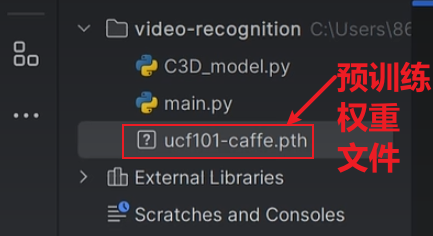 video-recognition C:\Users\86
C3D_model.py
main.py
ucf101-caffe.pth
External Libraries
Scratches and Consoles
预训练
权重
文件